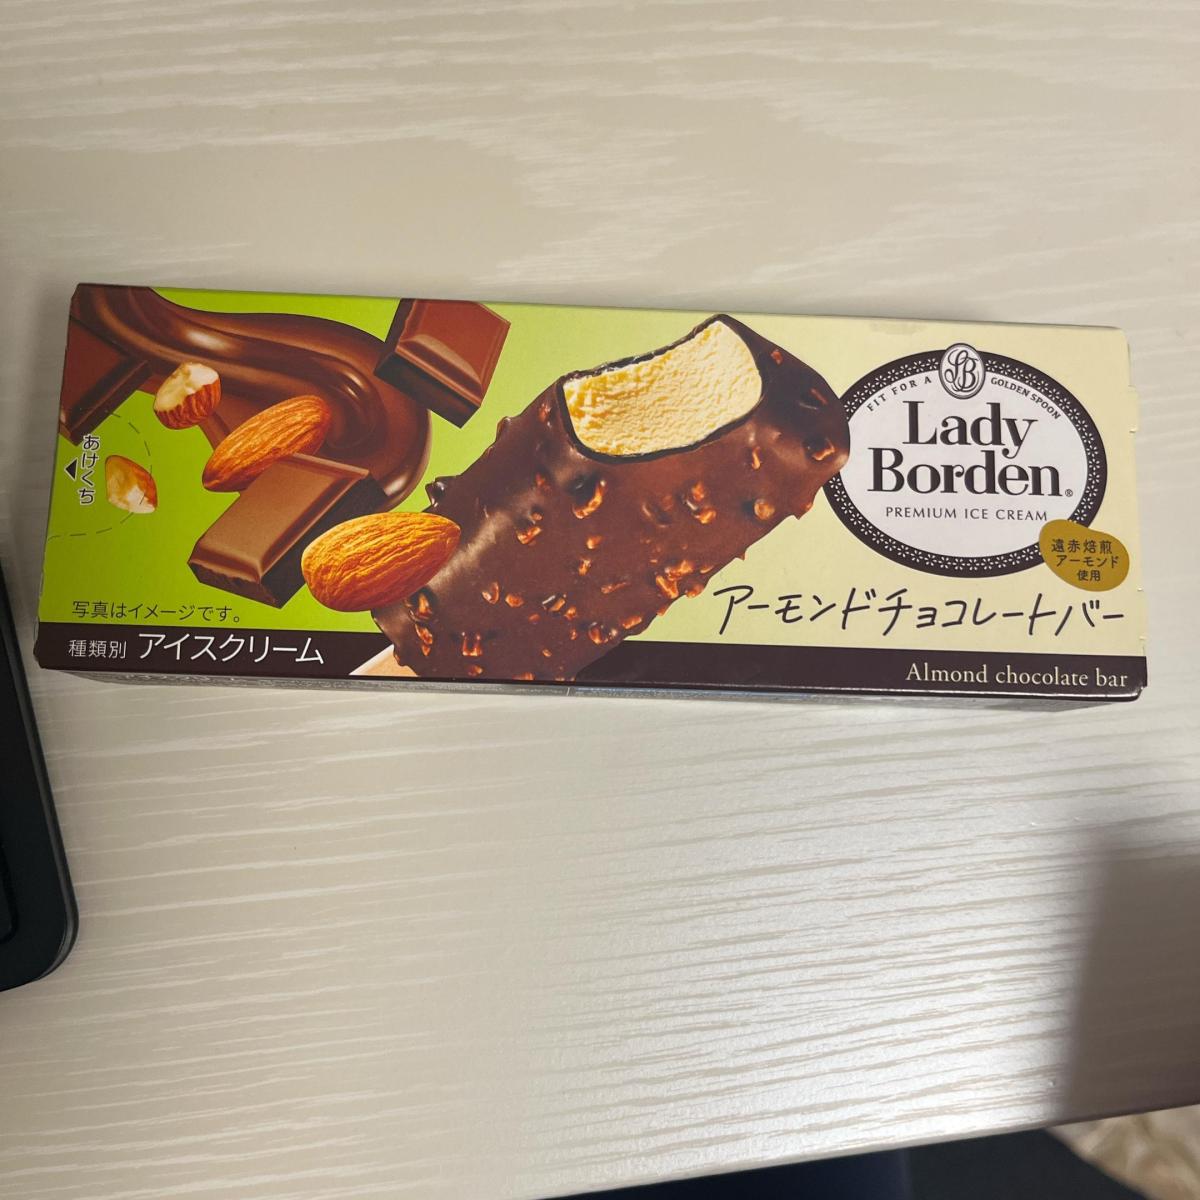 あけくち
写真はイメージです。
種類別 アイスクリーム
LB
FIT FOR A GOLDEN SPOON
Lady
Borden®
PREMIUM ICE CREAM
遠赤焙煎
アーモンド
使用
アーモンドチョコレートバー
Almond chocolate bar